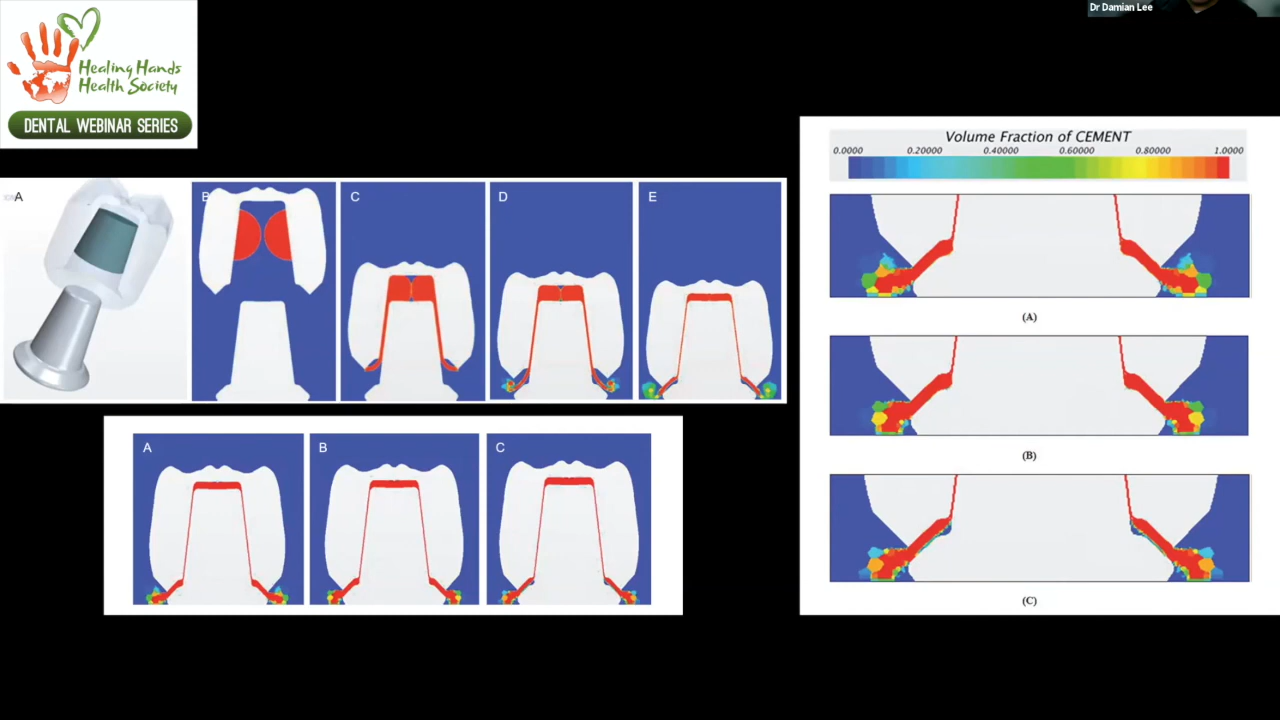 Dr Damian Lee
Healing Hands
Health Society
DENTAL WEBINAR SERIES
A
B
C
D
E
A
B
C
Volume Fraction of CEMENT
0.0000 0.20000 0.40000 0.60000 0.80000 1.0000
(A)
(B)
(C)